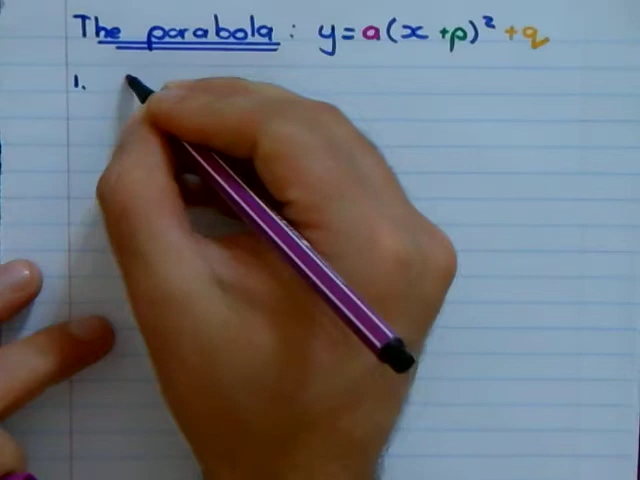 The parabola : y=a(x+p)²+q
1.